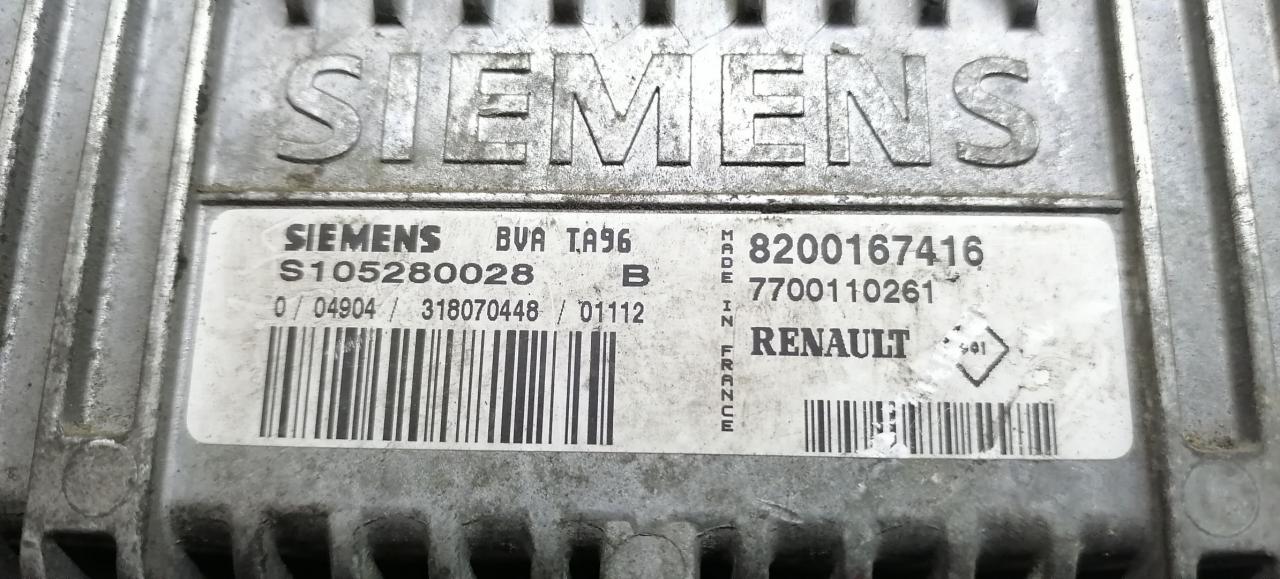 SIEMENS
SIEMENS BVA TA96
S105280028 B
0 / 04904 / 318070448 / 01112
MADE IN FRANCE
8200167416
7700110261
RENAULT